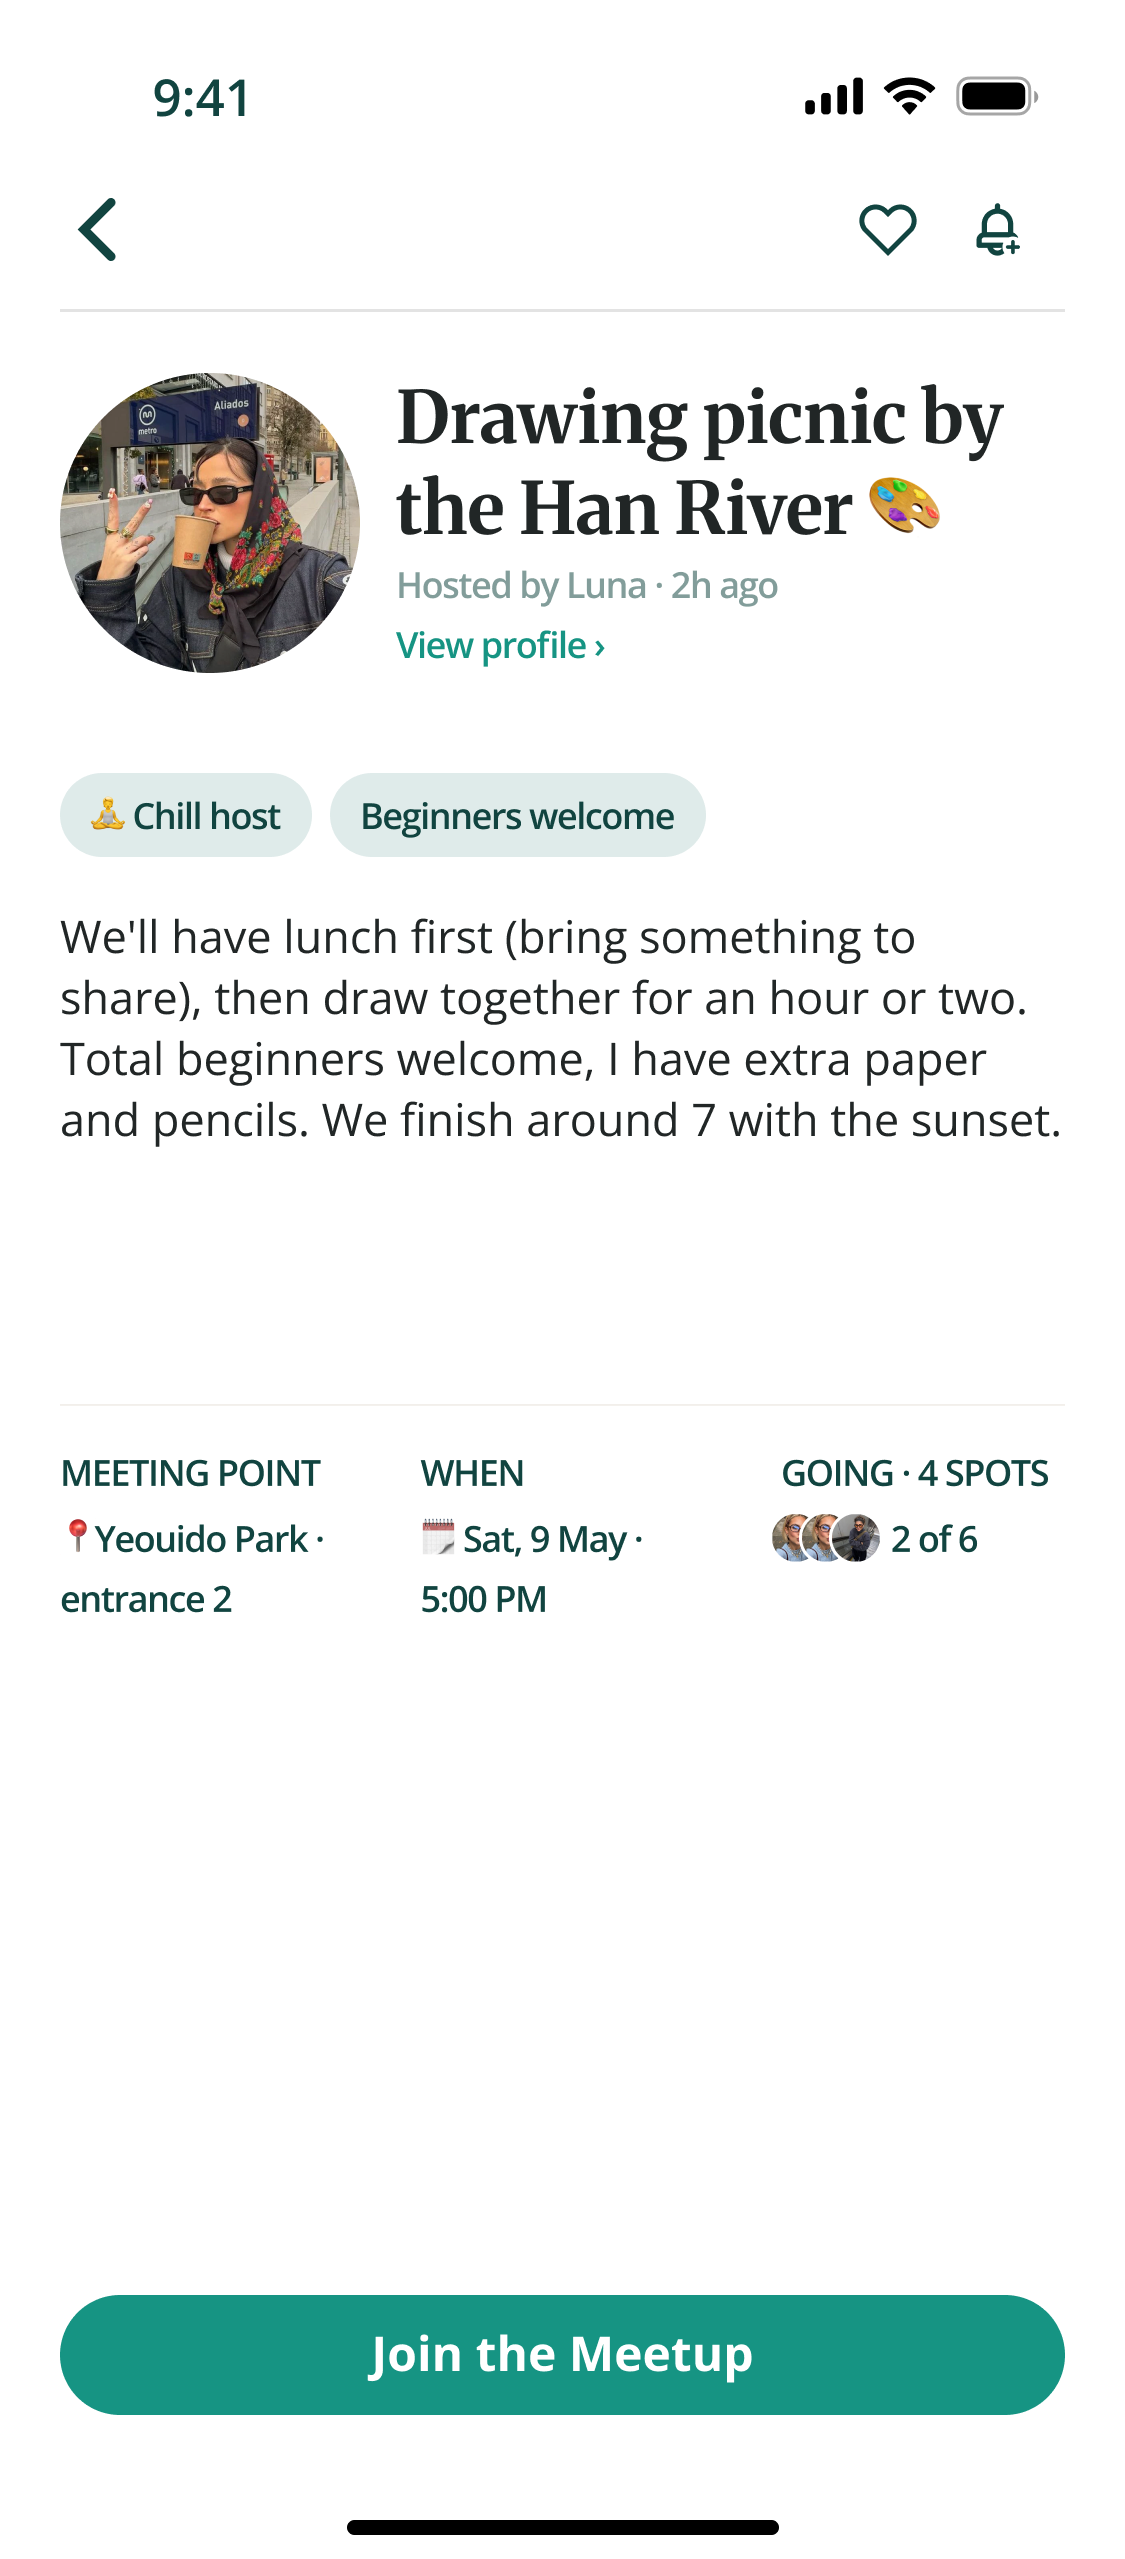 9:41
Aliados
metro
Drawing picnic by
the Han River 🎨
Hosted by Luna · 2h ago
View profile ›
🧘 Chill host
Beginners welcome
We'll have lunch first (bring something to
share), then draw together for an hour or two.
Total beginners welcome, I have extra paper
and pencils. We finish around 7 with the sunset.
MEETING POINT
📍Yeouido Park ·
entrance 2
WHEN
🗓️ Sat, 9 May ·
5:00 PM
GOING · 4 SPOTS
2 of 6
Join the Meetup